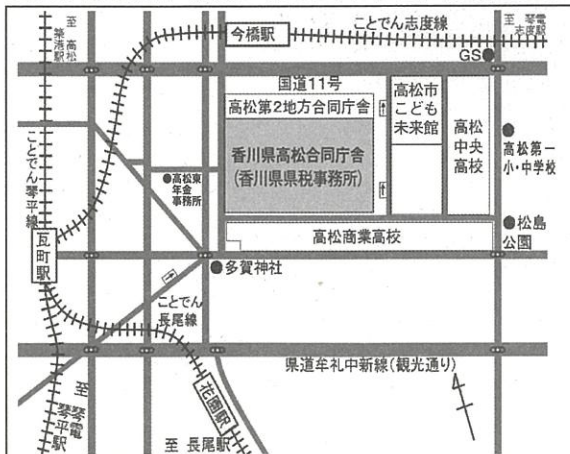 至 高松築港駅
今橋駅
ことでん志度線
至 琴電志度駅
GS
国道11号
高松第2地方合同庁舎
高松市
こども
未来館
高松中央高校
香川県高松合同庁舎
(香川県県税事務所)
高松第一
小・中学校
高松東
年金
事務所
ことでん琴平線
瓦町駅
松島
公園
高松商業高校
多賀神社
ことでん
長尾線
県道牟礼中新線(観光通り)
花園駅
至 琴電琴平駅
至 長尾駅